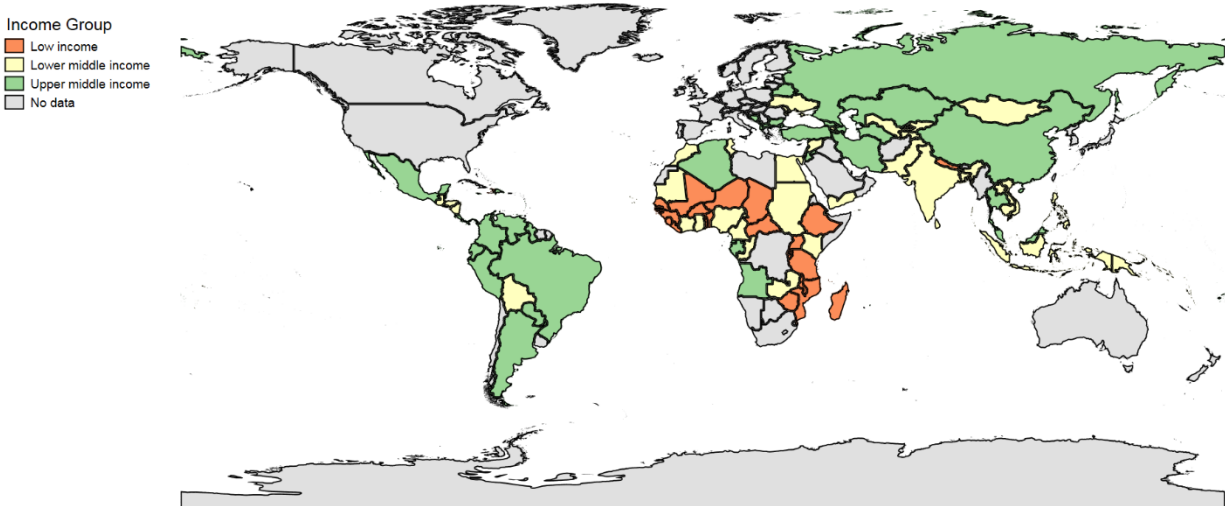 Income Group
Low income
Lower middle income
Upper middle income
No data